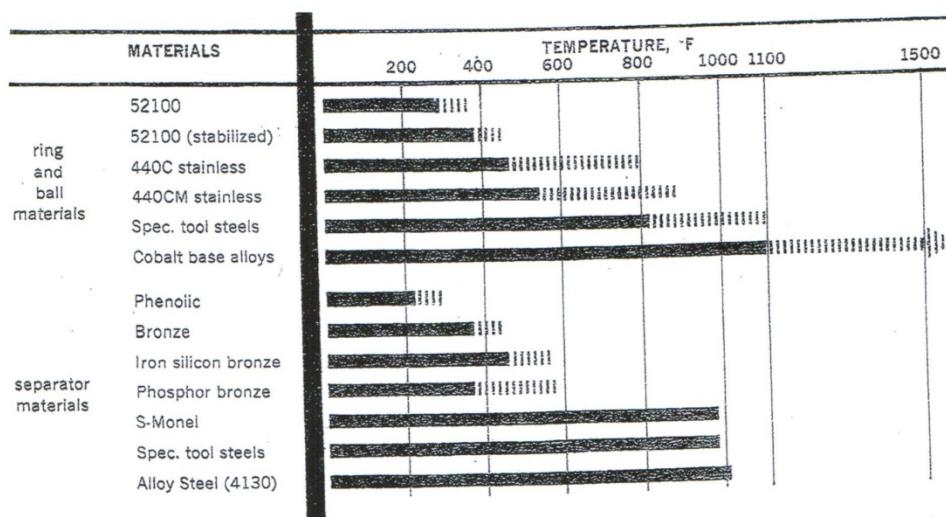 MATERIALS
TEMPERATURE, °F
200 400 600 800 1000 1100 1500
ring
and
ball
materials
52100
52100 (stabilized)
440C stainless
440CM stainless
Spec. tool steels
Cobalt base alloys
separator
materials
Phenolic
Bronze
Iron silicon bronze
Phosphor bronze
S-Monel
Spec. tool steels
Alloy Steel (4130)